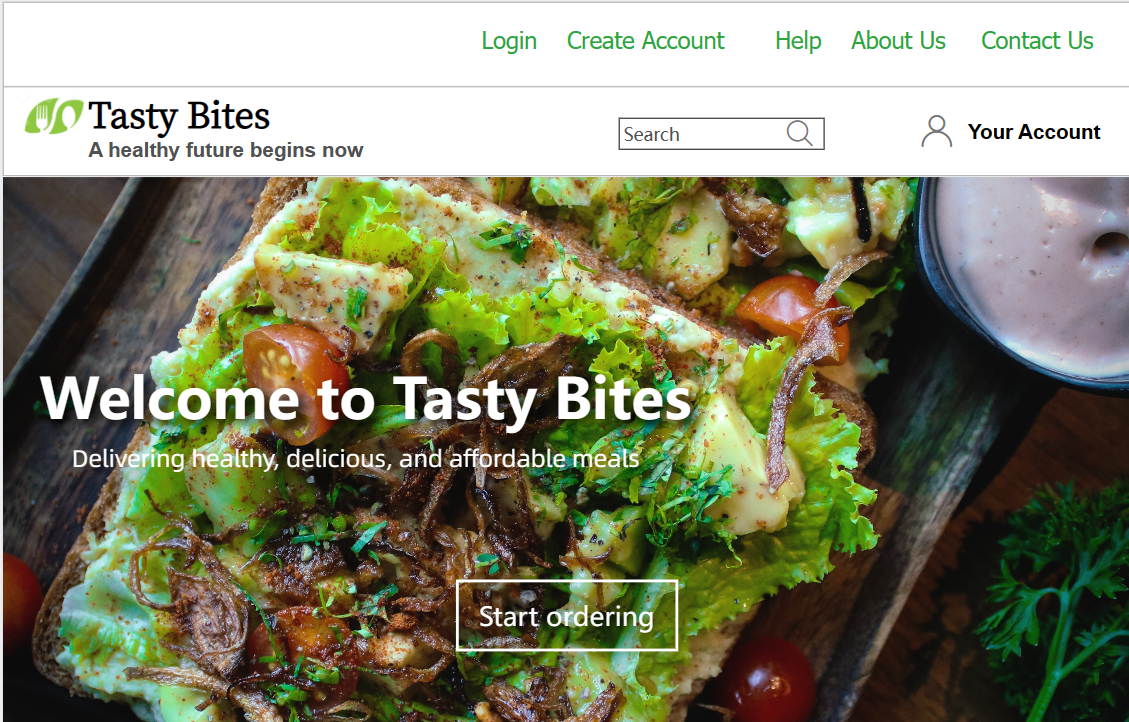 Login Create Account Help About Us Contact Us
Tasty Bites
A healthy future begins now
Search
Your Account
Welcome to Tasty Bites
Delivering healthy, delicious, and affordable meals
Start ordering